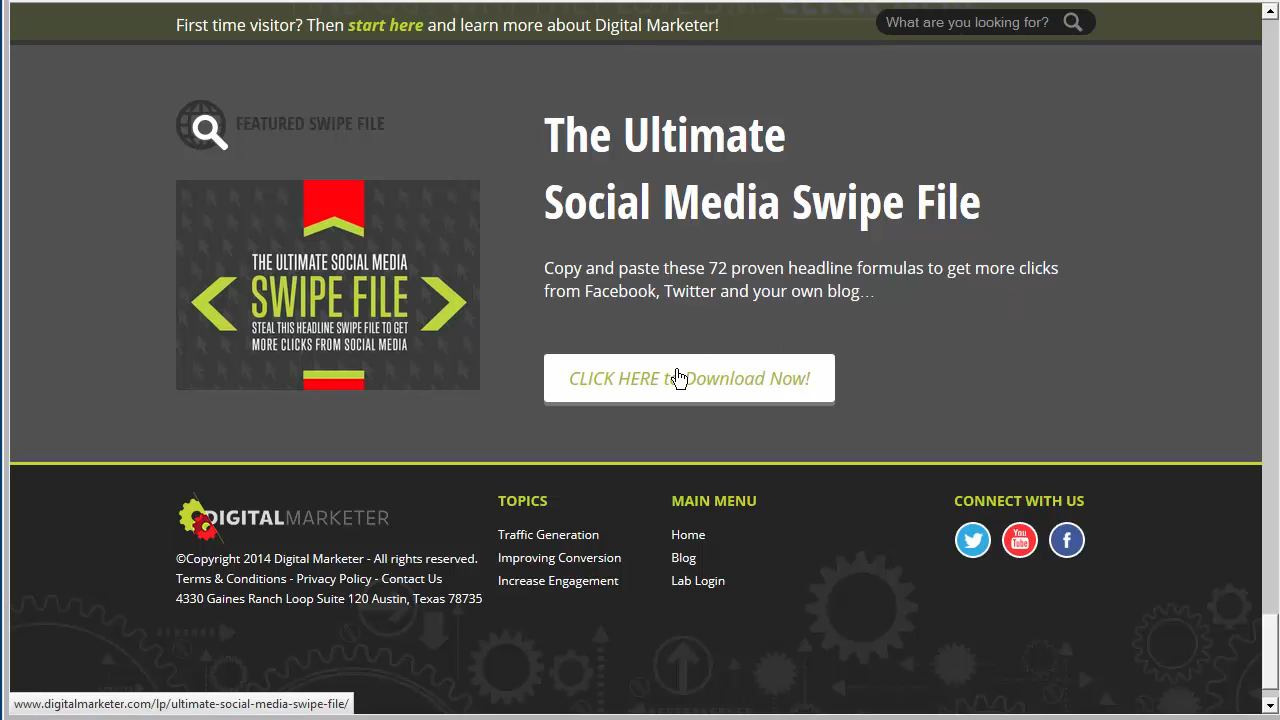 First time visitor? Then start here and learn more about Digital Marketer!
What are you looking for?
FEATURED SWIPE FILE
The Ultimate
Social Media Swipe File
THE ULTIMATE SOCIAL MEDIA
SWIPE FILE
STEAL THIS HEADLINE SWIPE FILE TO GET
MORE CLICKS FROM SOCIAL MEDIA
Copy and paste these 72 proven headline formulas to get more clicks
from Facebook, Twitter and your own blog...
CLICK HERE to Download Now!
DIGITALMARKETER
©Copyright 2014 Digital Marketer - All rights reserved.
Terms & Conditions - Privacy Policy - Contact Us
4330 Gaines Ranch Loop Suite 120 Austin, Texas 78735
TOPICS
Traffic Generation
Improving Conversion
Increase Engagement
MAIN MENU
Home
Blog
Lab Login
CONNECT WITH US
You
Tube
www.digitalmarketer.com/lp/ultimate-social-media-swipe-file/